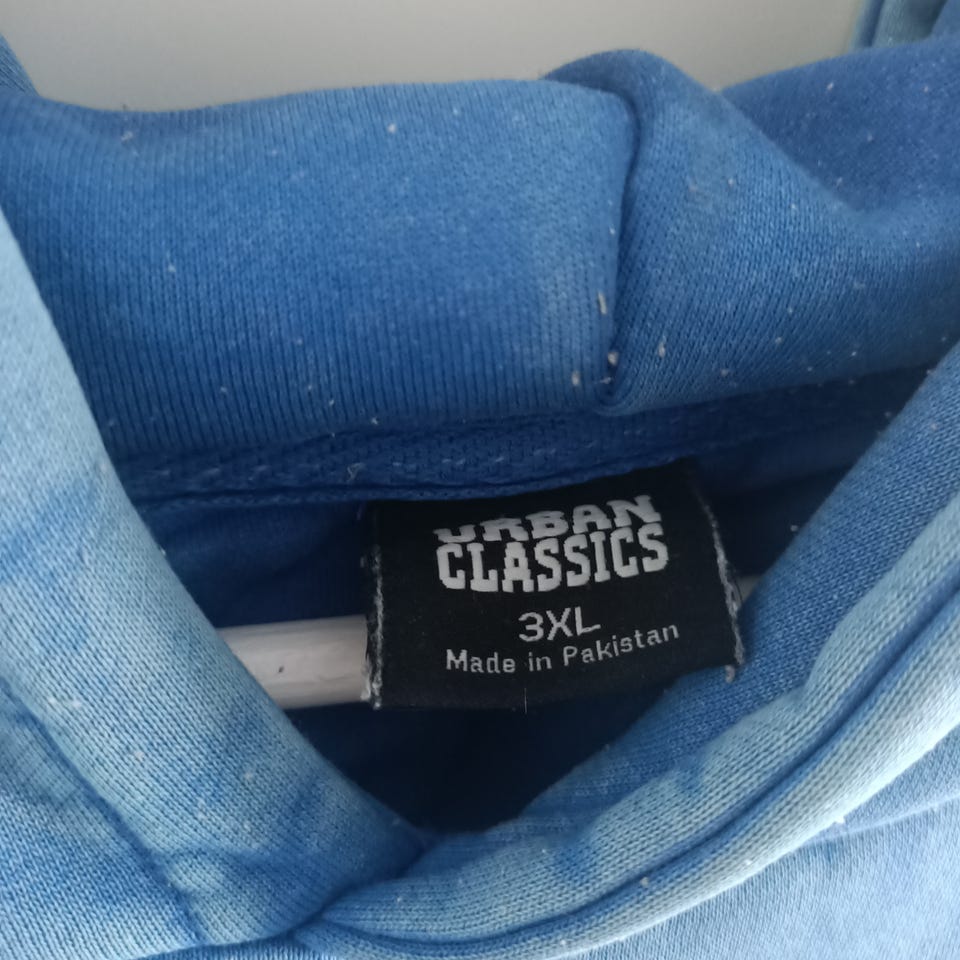 URBAN
CLASSICS
3XL
Made in Pakistan